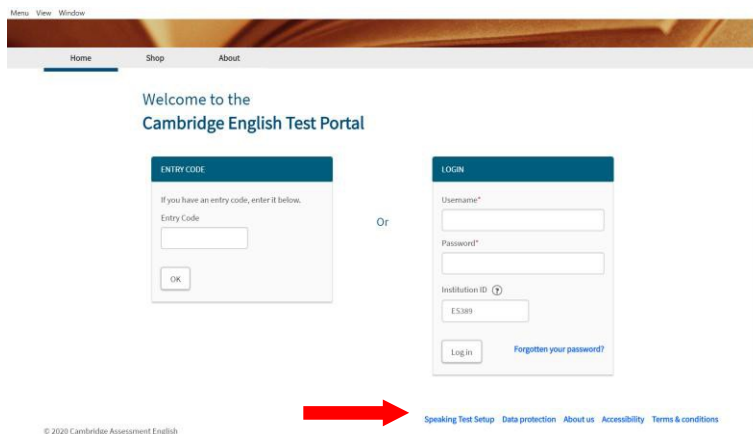 Menu View Window
Home Shop About
Welcome to the
Cambridge English Test Portal
ENTRY CODE
If you have an entry code, enter it below.
Entry Code
OK
Or
LOGIN
Username*
Password*
Institution ID ?
ES389
Log in Forgotten your password?
Speaking Test Setup Data protection About us Accessibility Terms & conditions
© 2020 Cambridge Assessment English